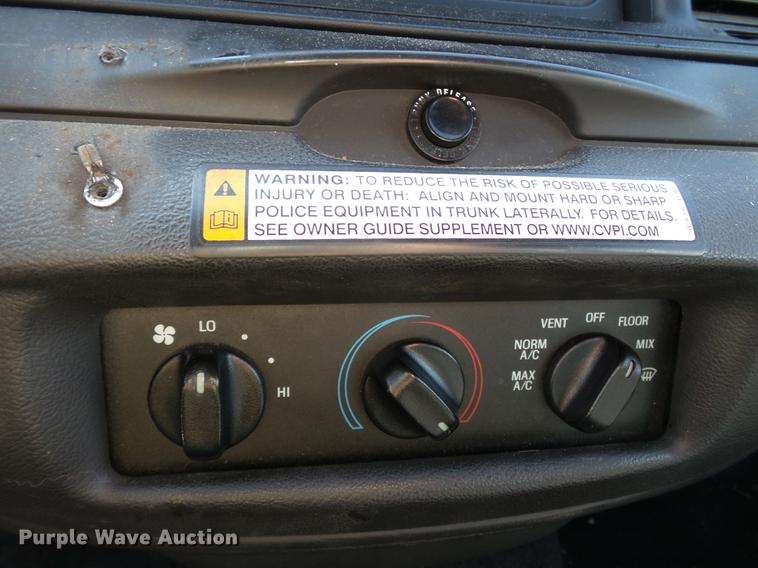 TRUNK RELEASE
WARNING: TO REDUCE THE RISK OF POSSIBLE SERIOUS
INJURY OR DEATH: ALIGN AND MOUNT HARD OR SHARP
POLICE EQUIPMENT IN TRUNK LATERALLY. FOR DETAILS,
SEE OWNER GUIDE SUPPLEMENT OR WWW.CVPI.COM
LO
HI
VENT OFF FLOOR
NORM A/C
MIX
MAX A/C
Purple Wave Auction